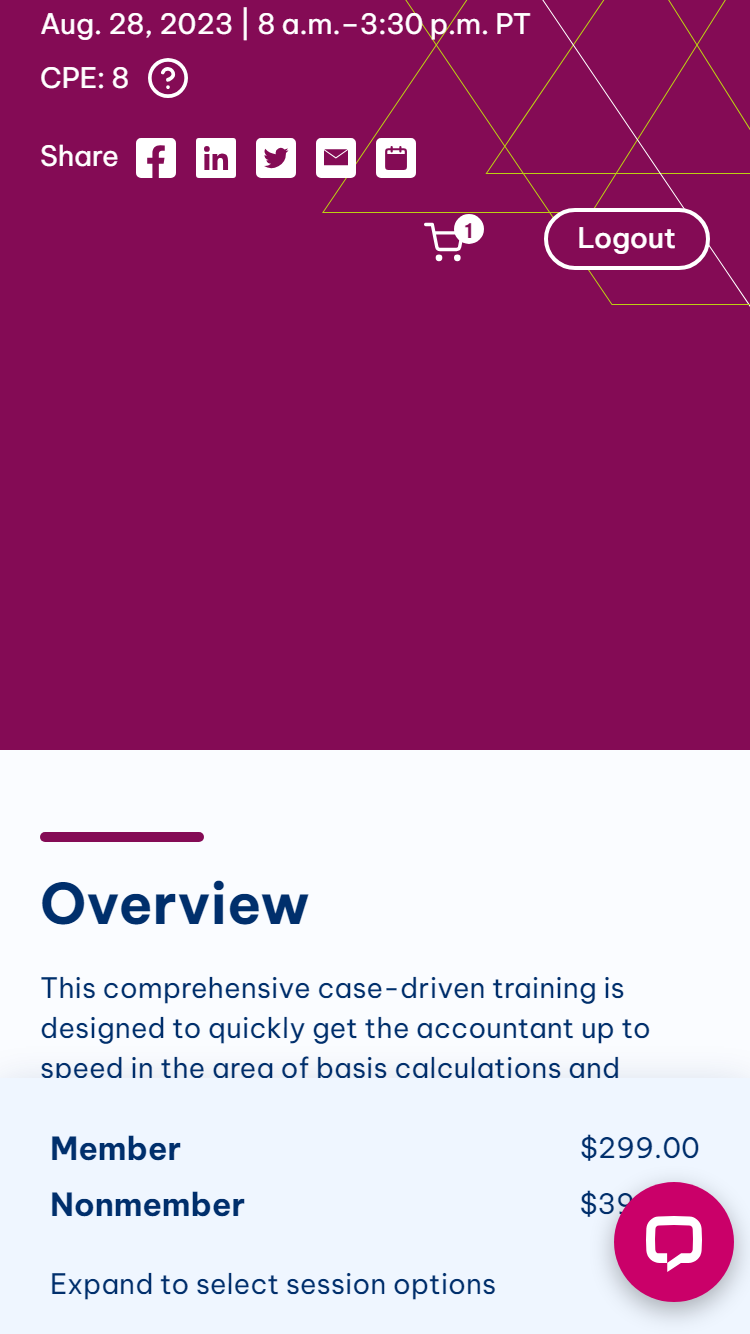 Aug. 28, 2023 | 8 a.m.–3:30 p.m. PT
CPE: 8 ?
Share
1
Logout
Overview
This comprehensive case-driven training is
designed to quickly get the accountant up to
speed in the area of basis calculations and
Member $299.00
Nonmember $39
Expand to select session options